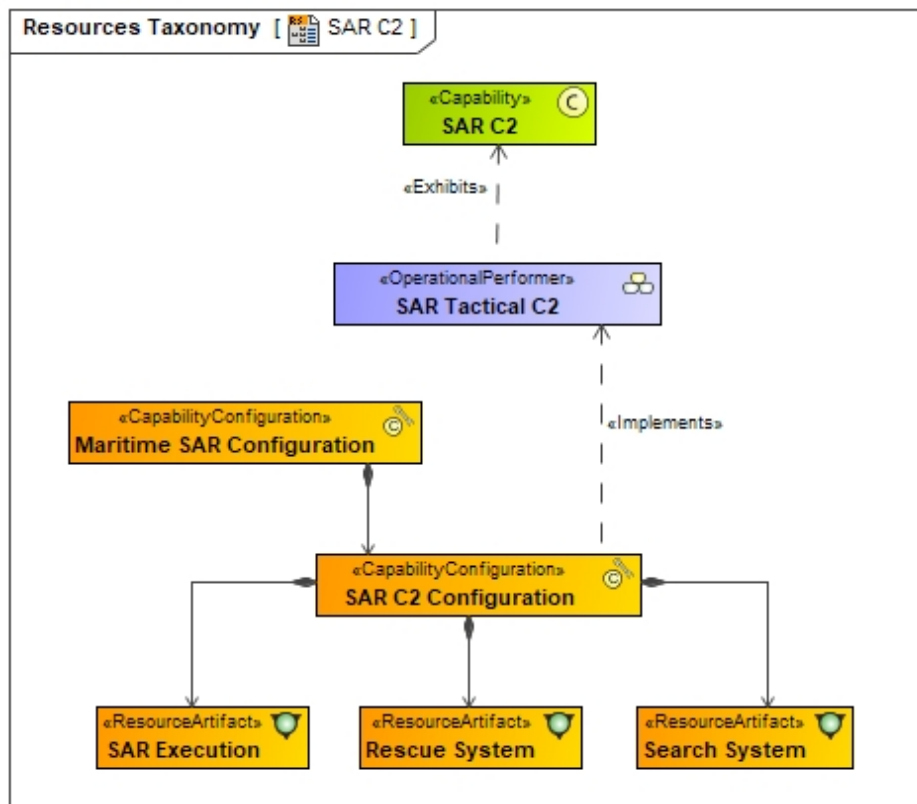 Resources Taxonomy [ SAR C2 ]
«Capability»
SAR C2
«Exhibits»
«OperationalPerformer»
SAR Tactical C2
«CapabilityConfiguration»
Maritime SAR Configuration
«Implements»
«CapabilityConfiguration»
SAR C2 Configuration
«ResourceArtifact»
SAR Execution
«ResourceArtifact»
Rescue System
«ResourceArtifact»
Search System